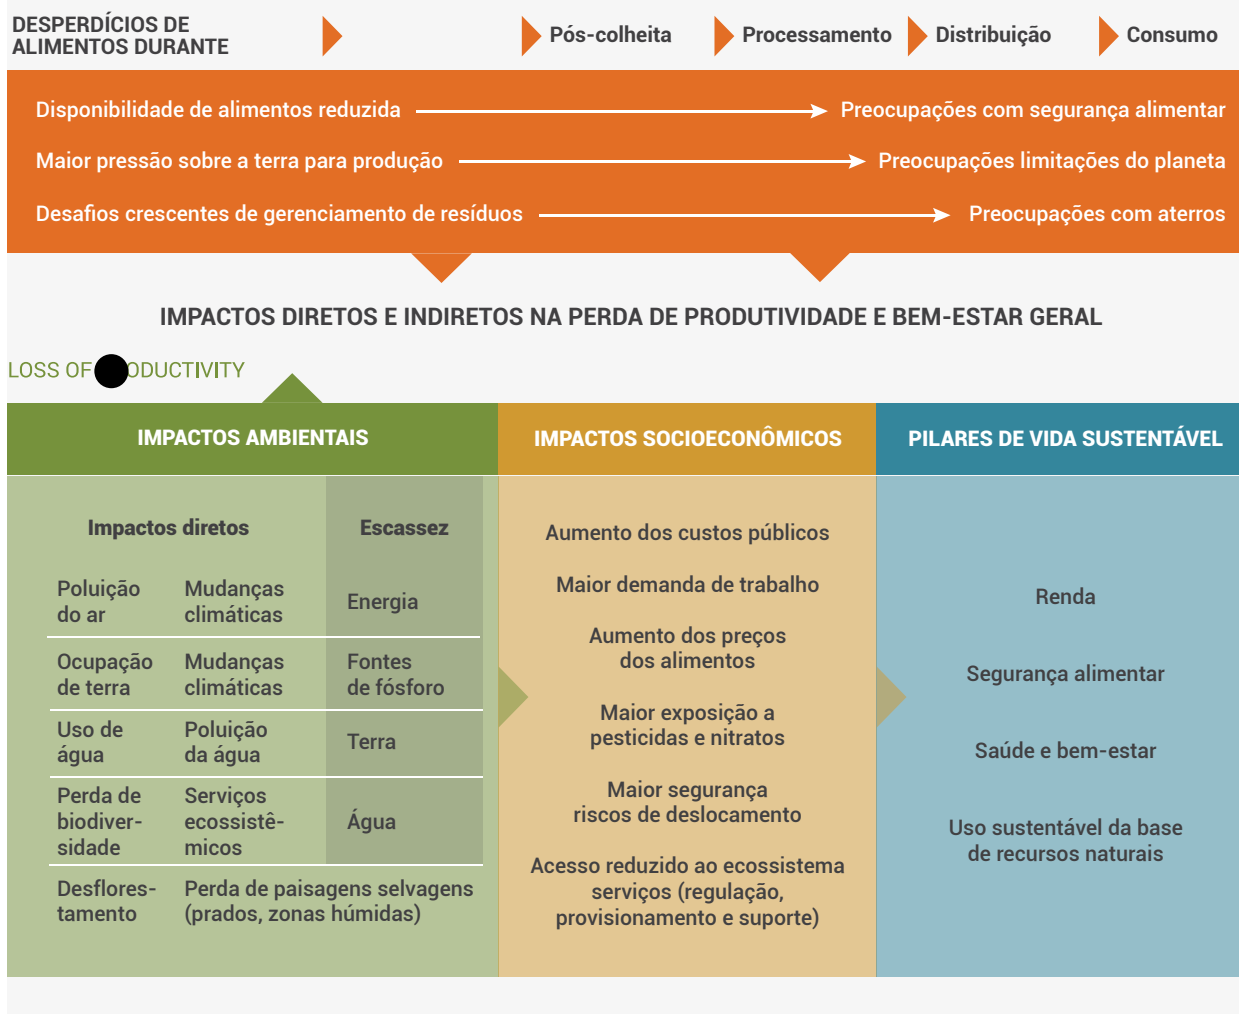 DESPERDÍCIOS DE
ALIMENTOS DURANTE
Pós-colheita
Processamento
Distribuição
Consumo
Disponibilidade de alimentos reduzida
Preocupações com segurança alimentar
Maior pressão sobre a terra para produção
Preocupações limitações do planeta
Desafios crescentes de gerenciamento de resíduos
Preocupações com aterros
IMPACTOS DIRETOS E INDIRETOS NA PERDA DE PRODUTIVIDADE E BEM-ESTAR GERAL
LOSS OF
IMPACTOS AMBIENTAIS
IMPACTOS SOCIOECONÔMICOS
PILARES DE VIDA SUSTENTÁVEL
Impactos diretos
Escassez
Poluição
do ar
Mudanças
climáticas
Energia
Ocupação
de terra
Mudanças
climáticas
Fontes
de fósforo
Uso de
água
Poluição
da água
Terra
Perda de
biodiver-
sidade
Serviços
ecossistê-
micos
Água
Desflores-
tamento
Perda de paisagens selvagens
(prados, zonas húmidas)
Aumento dos custos públicos
Maior demanda de trabalho
Aumento dos preços
dos alimentos
Maior exposição a
pesticidas e nitratos
Maior segurança
riscos de deslocamento
Acesso reduzido ao ecossistema
serviços (regulação,
provisionamento e suporte)
Renda
Segurança alimentar
Saúde e bem-estar
Uso sustentável da base
de recursos naturais